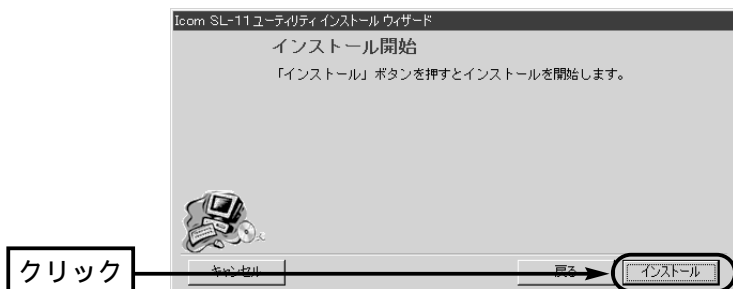 Icom SL-11 ユーティリティ インストール ウィザード
インストール開始
「インストール」ボタンを押すとインストールを開始します。
クリック
キャンセル
戻る
インストール